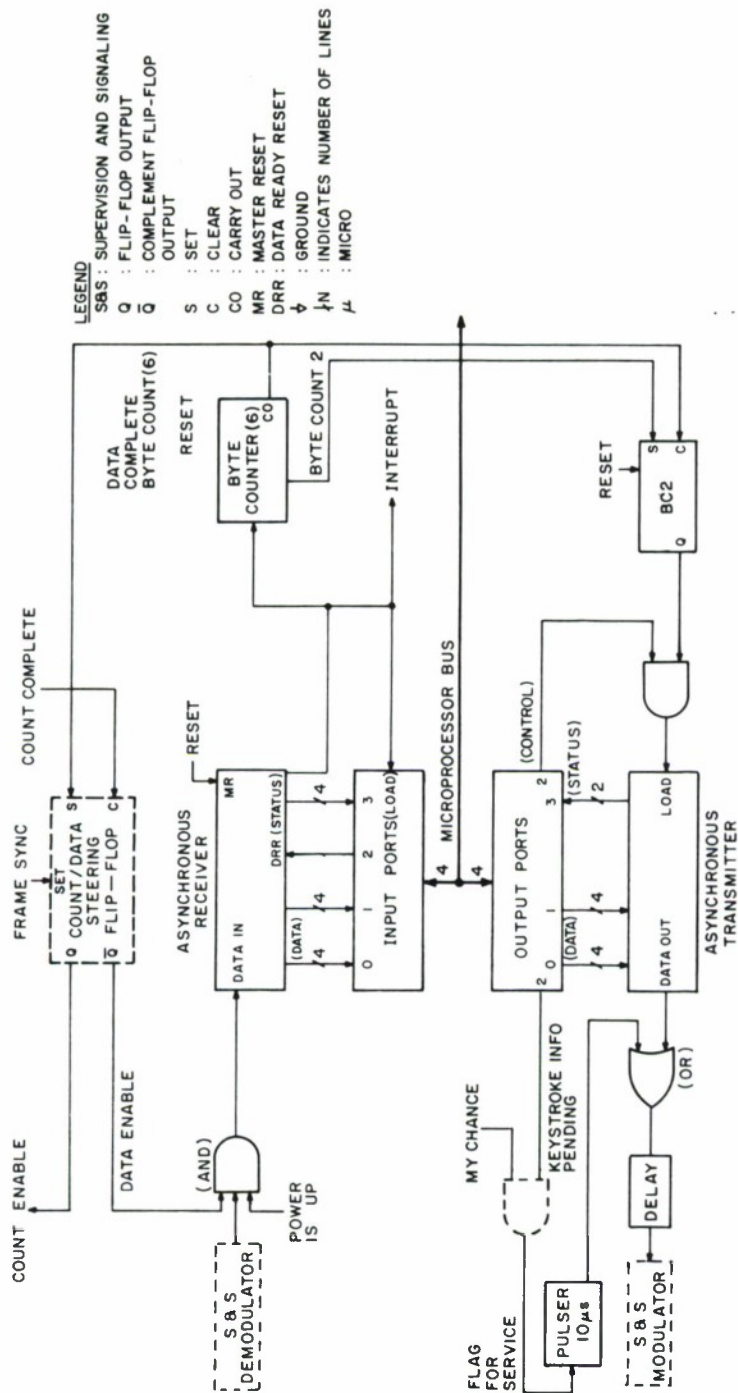 COUNT ENABLE
FRAME SYNC
COUNT COMPLETE
SET
Q COUNT/DATA S
STEERING
Q̅ FLIP-FLOP C
DATA ENABLE
DATA
COMPLETE
BYTE COUNT(6)
RESET
BYTE
COUNTER(6)
CO
BYTE COUNT 2
INTERRUPT
LEGEND
S&S : SUPERVISION AND SIGNALING
Q : FLIP-FLOP OUTPUT
Q̅ : COMPLEMENT FLIP-FLOP
OUTPUT
S : SET
C : CLEAR
CO : CARRY OUT
MR : MASTER RESET
DRR : DATA READY RESET
⏚ : GROUND
⌿N : INDICATES NUMBER OF LINES
μ : MICRO
S & S
DEMODULATOR
(AND)
POWER
IS UP
ASYNCHRONOUS
RECEIVER
RESET
DATA IN
MR
(DATA)
DRR (STATUS)
4
4
4
0 1 2 3
INPUT PORTS(LOAD)
4
MICROPROCESSOR BUS
4
OUTPUT PORTS
2 0 1 3 2
(DATA)
(STATUS)
(CONTROL)
4
4
2
DATA OUT
LOAD
ASYNCHRONOUS
TRANSMITTER
RESET
Q BC2 S
C
MY CHANCE
KEYSTROKE INFO
PENDING
FLAG
FOR
SERVICE
PULSER
10μs
(OR)
DELAY
S & S
MODULATOR